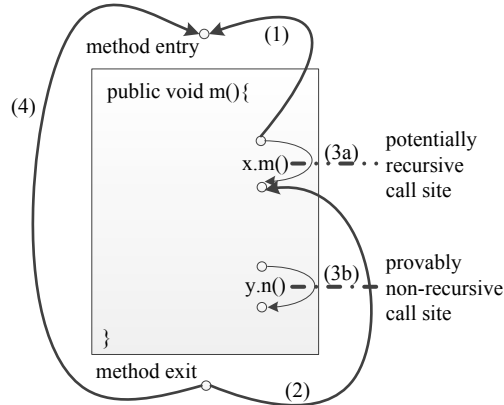 (1)
method entry
(4)
public void m(){
x.m()
(3a)
potentially
recursive
call site
y.n()
(3b)
provably
non-recursive
call site
}
method exit
(2)